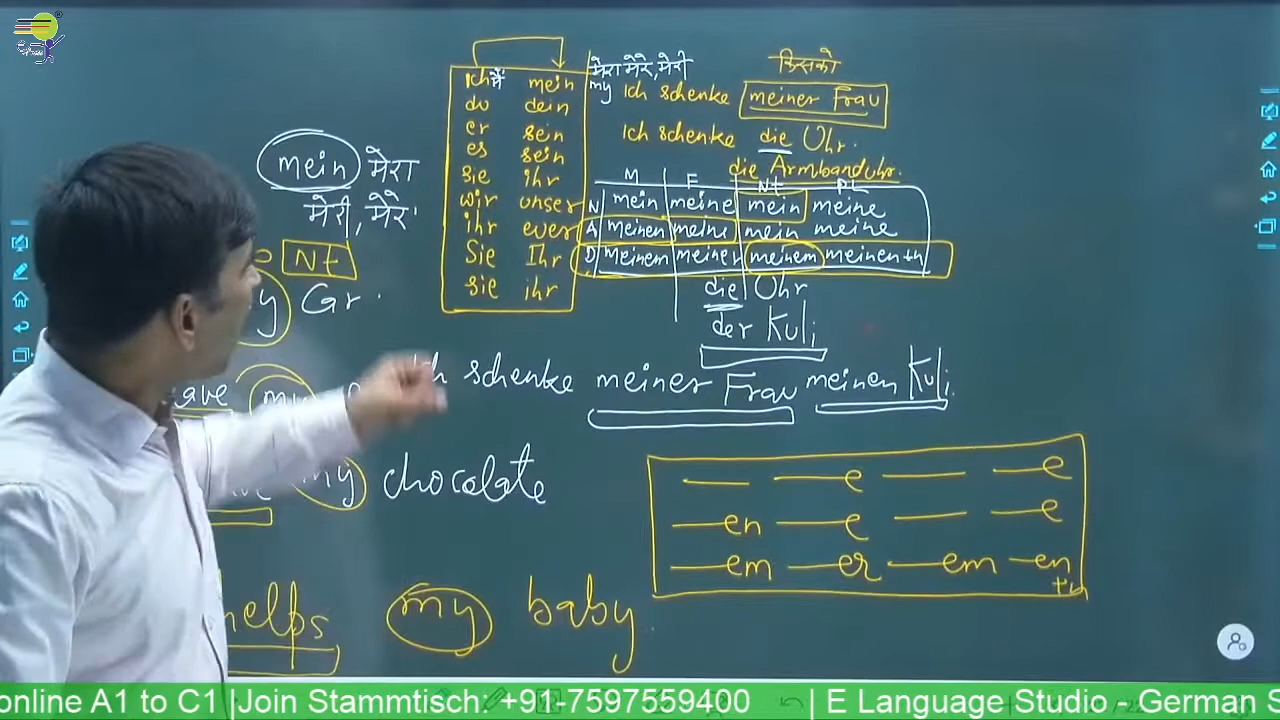 मेरा मेरे, मेरी
किसको
ich मैं mein
my ich schenke meiner Frau
du dein
er sein
ich schenke die Uhr.
es sein
mein मेरा
die Armbanduhr.
sie ihr
M F Nt PL
मेरी, मेरे
wir unser
N mein meine mein meine
ihr euer
A meinen meine mein meine
Nt
Sie Ihr
D meinem meiner meinem meinen+n
sie ihr
die Uhr
Gr.
der Kuli
schenke meiner Frau meinen Kuli.
my
— —e — —e
my chocolate
—en —e — —e
—em —er —em —en
+n
helps my baby
online A1 to C1 |Join Stammtisch: +91-7597559400 | E Language Studio - German S